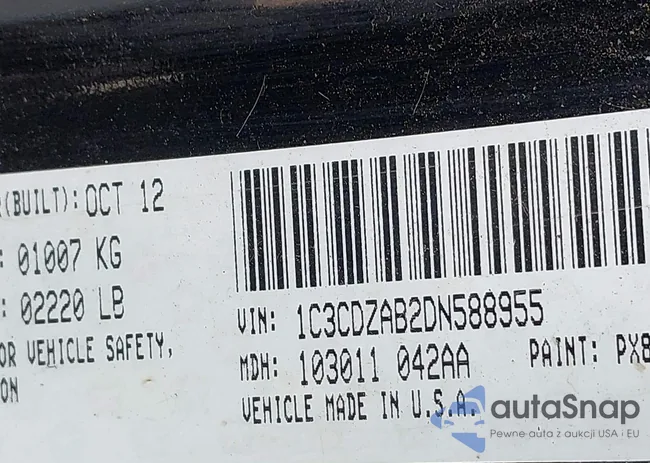 R(BUILT): OCT 12
: 01007 KG
: 02220 LB
OR VEHICLE SAFETY,
ON
VIN: 1C3CDZAB2DN588955
MDH: 103011 042AA PAINT: PX8
VEHICLE MADE IN U.S.A.
autaSnap
Pewne auta z aukcji USA i EU